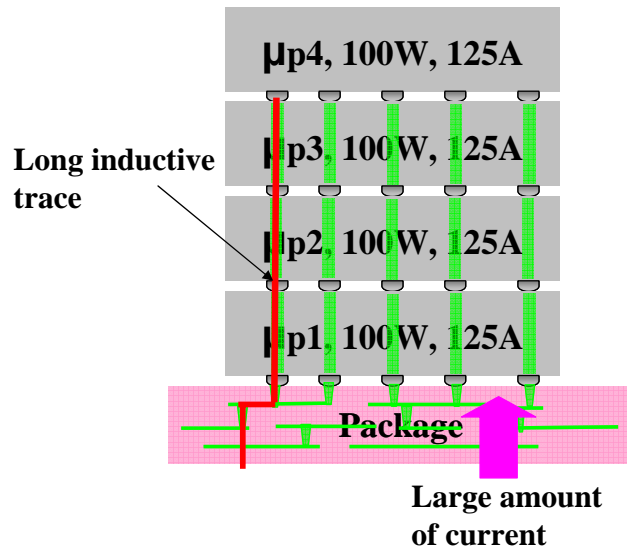 μp4, 100W, 125A
μp3, 100W, 125A
Long inductive
trace
μp2, 100W, 125A
μp1, 100W, 125A
Package
Large amount
of current